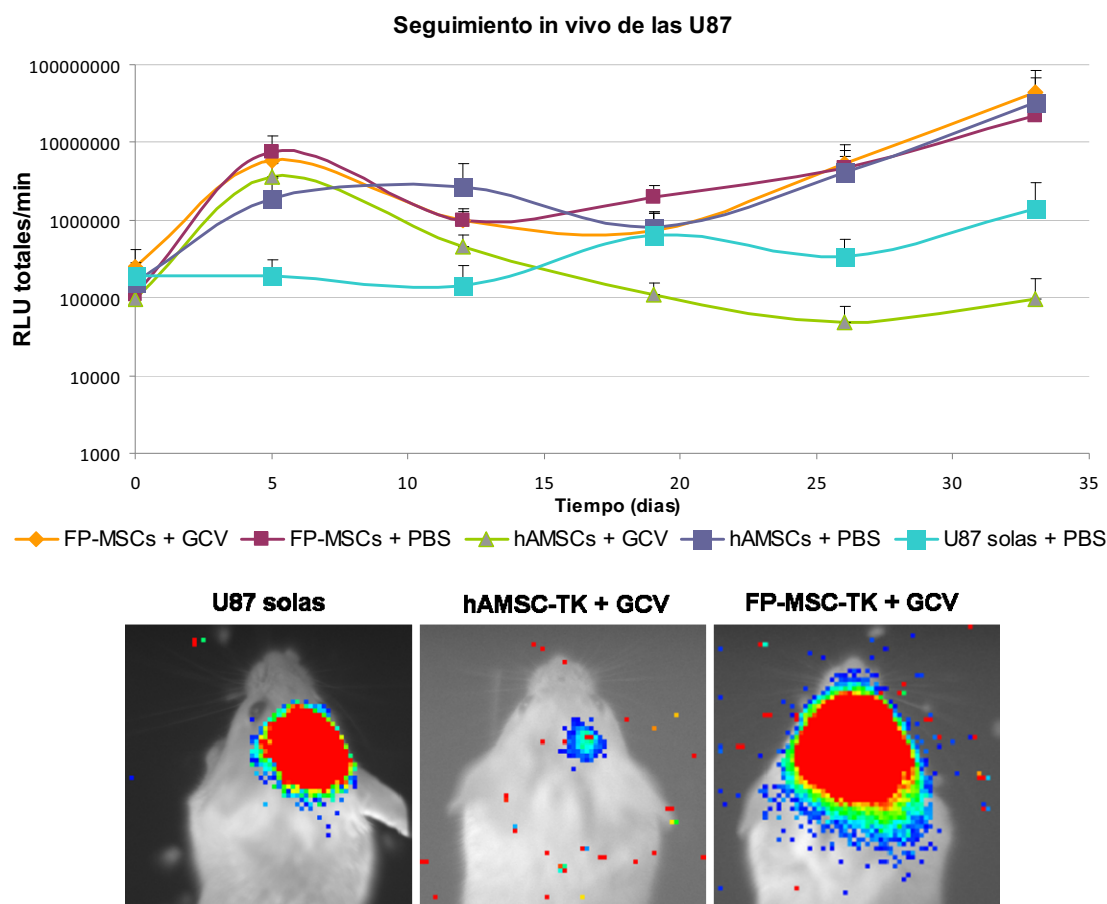 Seguimiento in vivo de las U87
RLU totales/min
100000000
10000000
1000000
100000
10000
1000
0 5 10 15 20 25 30 35
Tiempo (dias)
FP-MSCs + GCV FP-MSCs + PBS hAMSCs + GCV hAMSCs + PBS U87 solas + PBS
U87 solas hAMSC-TK + GCV FP-MSC-TK + GCV